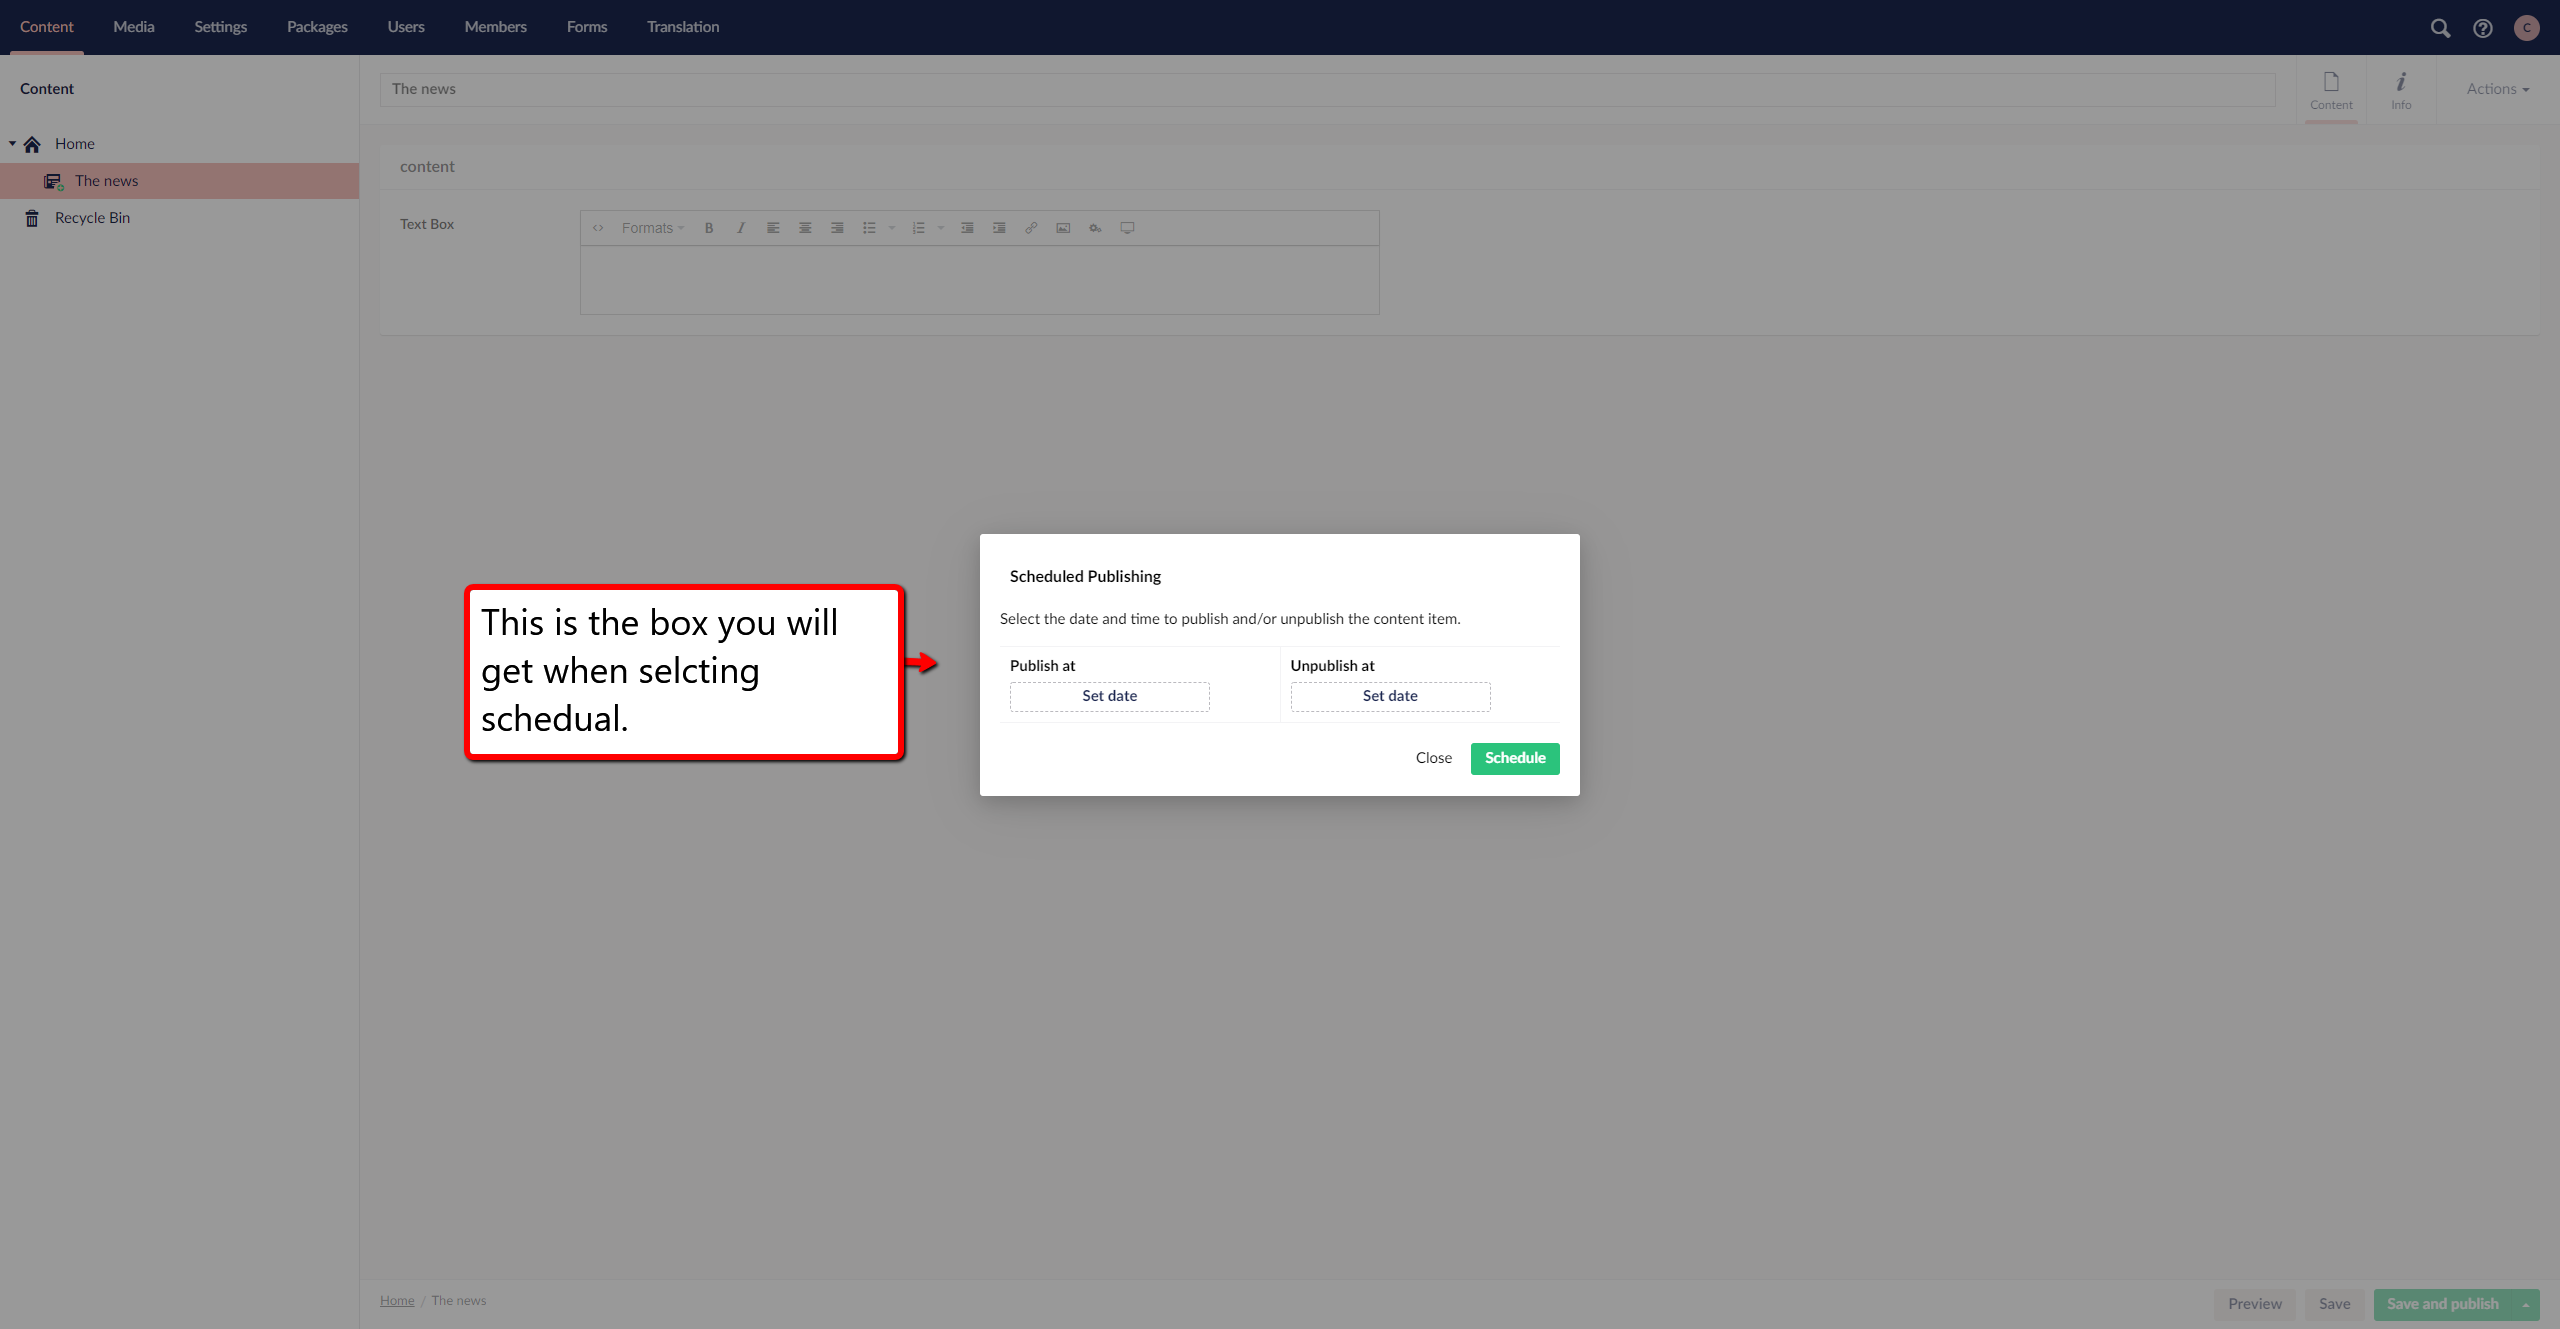 Content Media Settings Packages Users Members Forms Translation
C
Content
Home
The news
Recycle Bin
The news
Content
Info
Actions
content
Text Box
Formats B I
This is the box you will
get when selcting
schedual.
Scheduled Publishing
Select the date and time to publish and/or unpublish the content item.
Publish at Unpublish at
Set date Set date
Close Schedule
Home / The news
Preview Save Save and publish